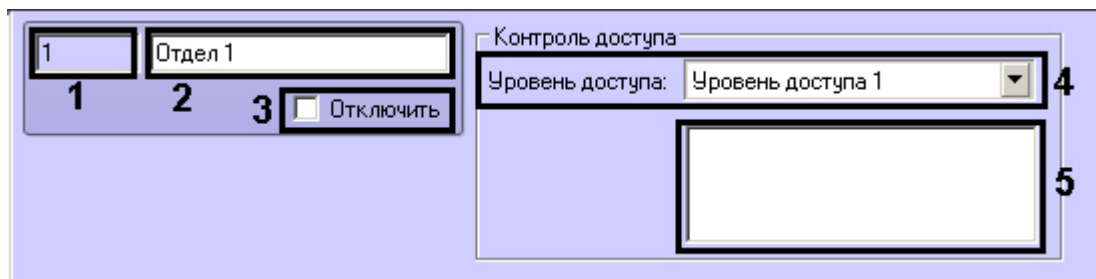 1 Отдел 1
1 2
3 Отключить
Контроль доступа
Уровень доступа: Уровень доступа 1 4
5